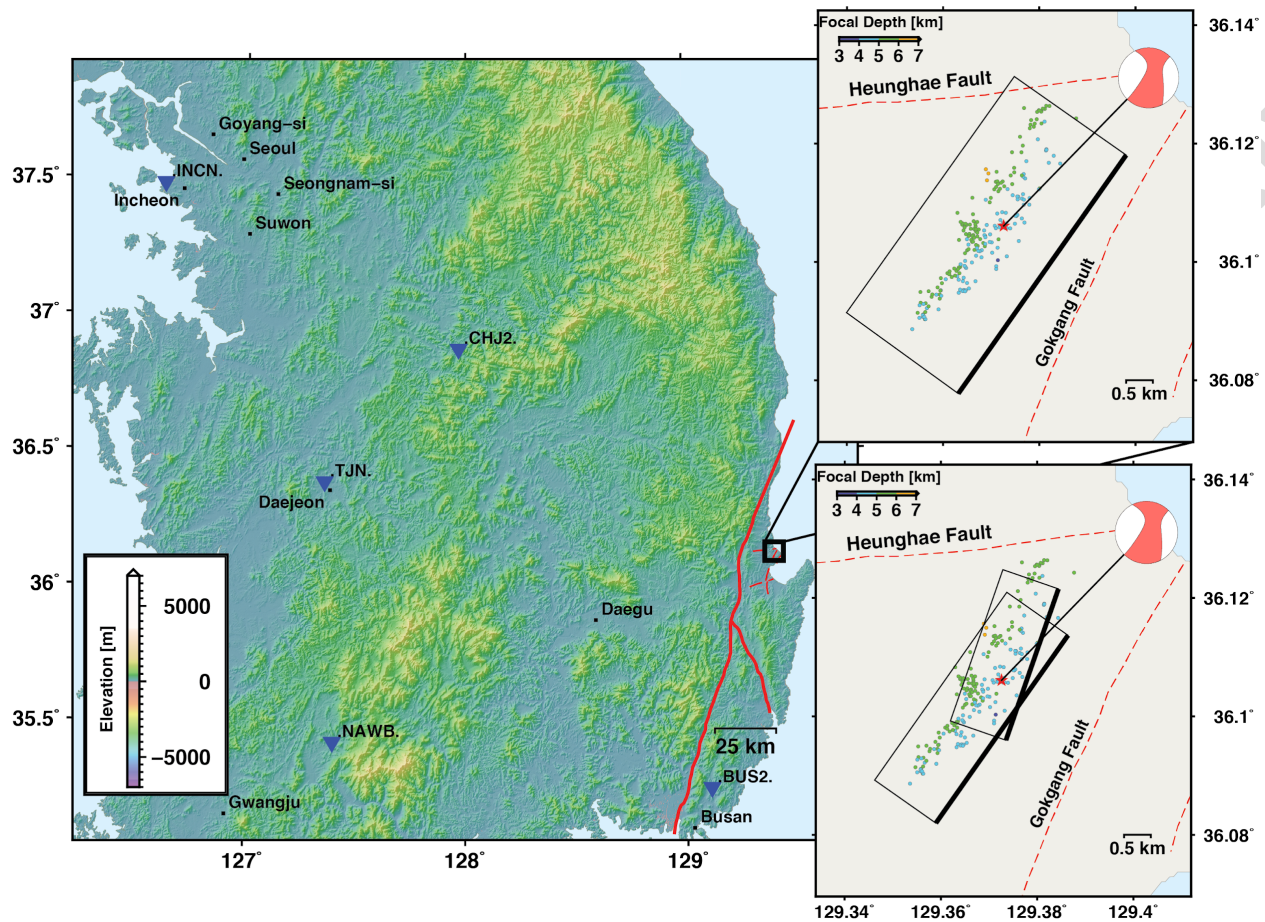 Goyang–si
Seoul
INCN.
Incheon
Seongnam–si
Suwon
CHJ2.
TJN.
Daejeon
Daegu
NAWB.
Gwangju
BUS2.
Busan
25 km
37.5°
37°
36.5°
36°
35.5°
127°
128°
129°
Elevation [m]
5000
0
−5000
Focal Depth [km]
3 4 5 6 7
Heunghae Fault
Gokgang Fault
0.5 km
36.14°
36.12°
36.1°
36.08°
Focal Depth [km]
3 4 5 6 7
Heunghae Fault
Gokgang Fault
0.5 km
36.14°
36.12°
36.1°
36.08°
129.34°
129.36°
129.38°
129.4°